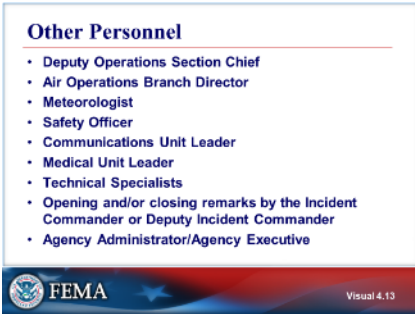 Other Personnel
• Deputy Operations Section Chief
• Air Operations Branch Director
• Meteorologist
• Safety Officer
• Communications Unit Leader
• Medical Unit Leader
• Technical Specialists
• Opening and/or closing remarks by the Incident
Commander or Deputy Incident Commander
• Agency Administrator/Agency Executive
FEMA
Visual 4.13